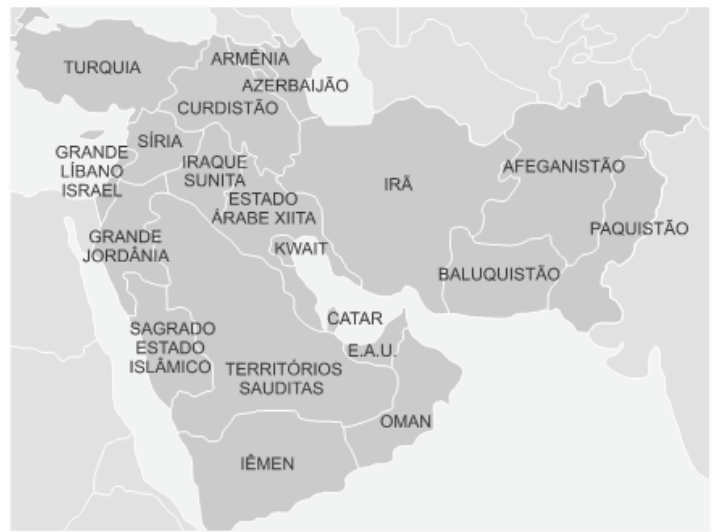 TURQUIA
ARMÊNIA
AZERBAIJÃO
CURDISTÃO
SÍRIA
GRANDE
LÍBANO
ISRAEL
IRAQUE
SUNITA
ESTADO
ÁRABE XIITA
IRÃ
AFEGANISTÃO
PAQUISTÃO
GRANDE
JORDÂNIA
KWAIT
BALUQUISTÃO
SAGRADO
ESTADO
ISLÂMICO
CATAR
E.A.U.
TERRITÓRIOS
SAUDITAS
OMAN
IÊMEN